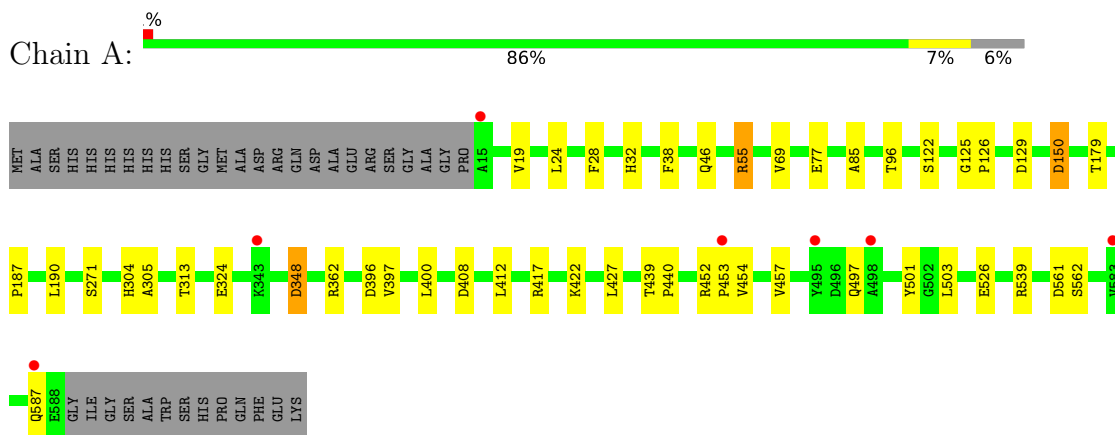 .%
Chain A:
86% 7% 6%
MET ALA SER HIS HIS HIS HIS HIS HIS SER GLY MET ALA ASP ARG GLN ASP ALA GLU ARG SER GLY ALA GLY PRO A15 V19 L24 F28 H32 F38 Q46 R55 V69 E77 A85 T96 S122 G125 P126 D129 D150 T179
P187 L190 S271 H304 A305 T313 E324 K343 D348 R362 D396 V397 L400 D408 L412 R417 K422 L427 T439 P440 R452 P453 V454 V457 Y495 D496 Q497 A498 Y501 G502 L503 E526 R539 D561 S562 V583
Q587 E588 GLY ILE GLY SER ALA TRP SER HIS PRO GLN PHE GLU LYS